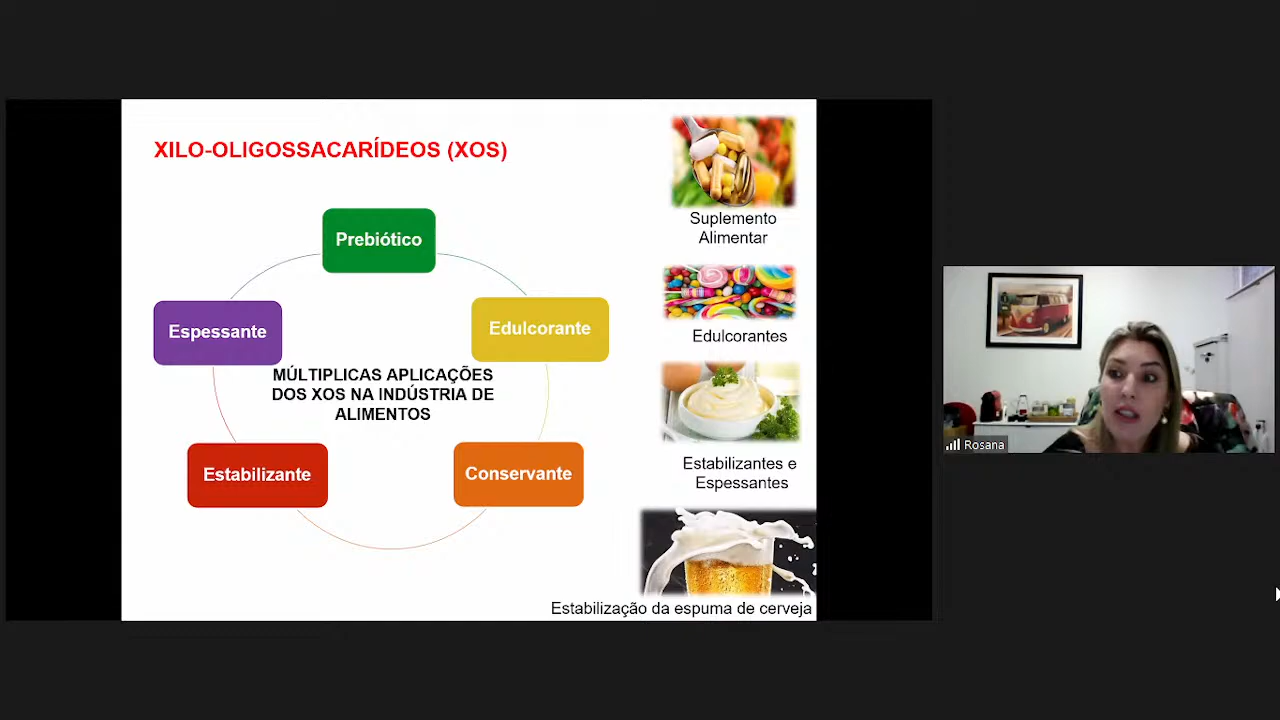 XILO-OLIGOSSACARÍDEOS (XOS)
Prebiótico
Espessante
Edulcorante
MÚLTIPLICAS APLICAÇÕES
DOS XOS NA INDÚSTRIA DE
ALIMENTOS
Estabilizante
Conservante
Suplemento
Alimentar
Edulcorantes
Estabilizantes e
Espessantes
Estabilização da espuma de cerveja
Rosana